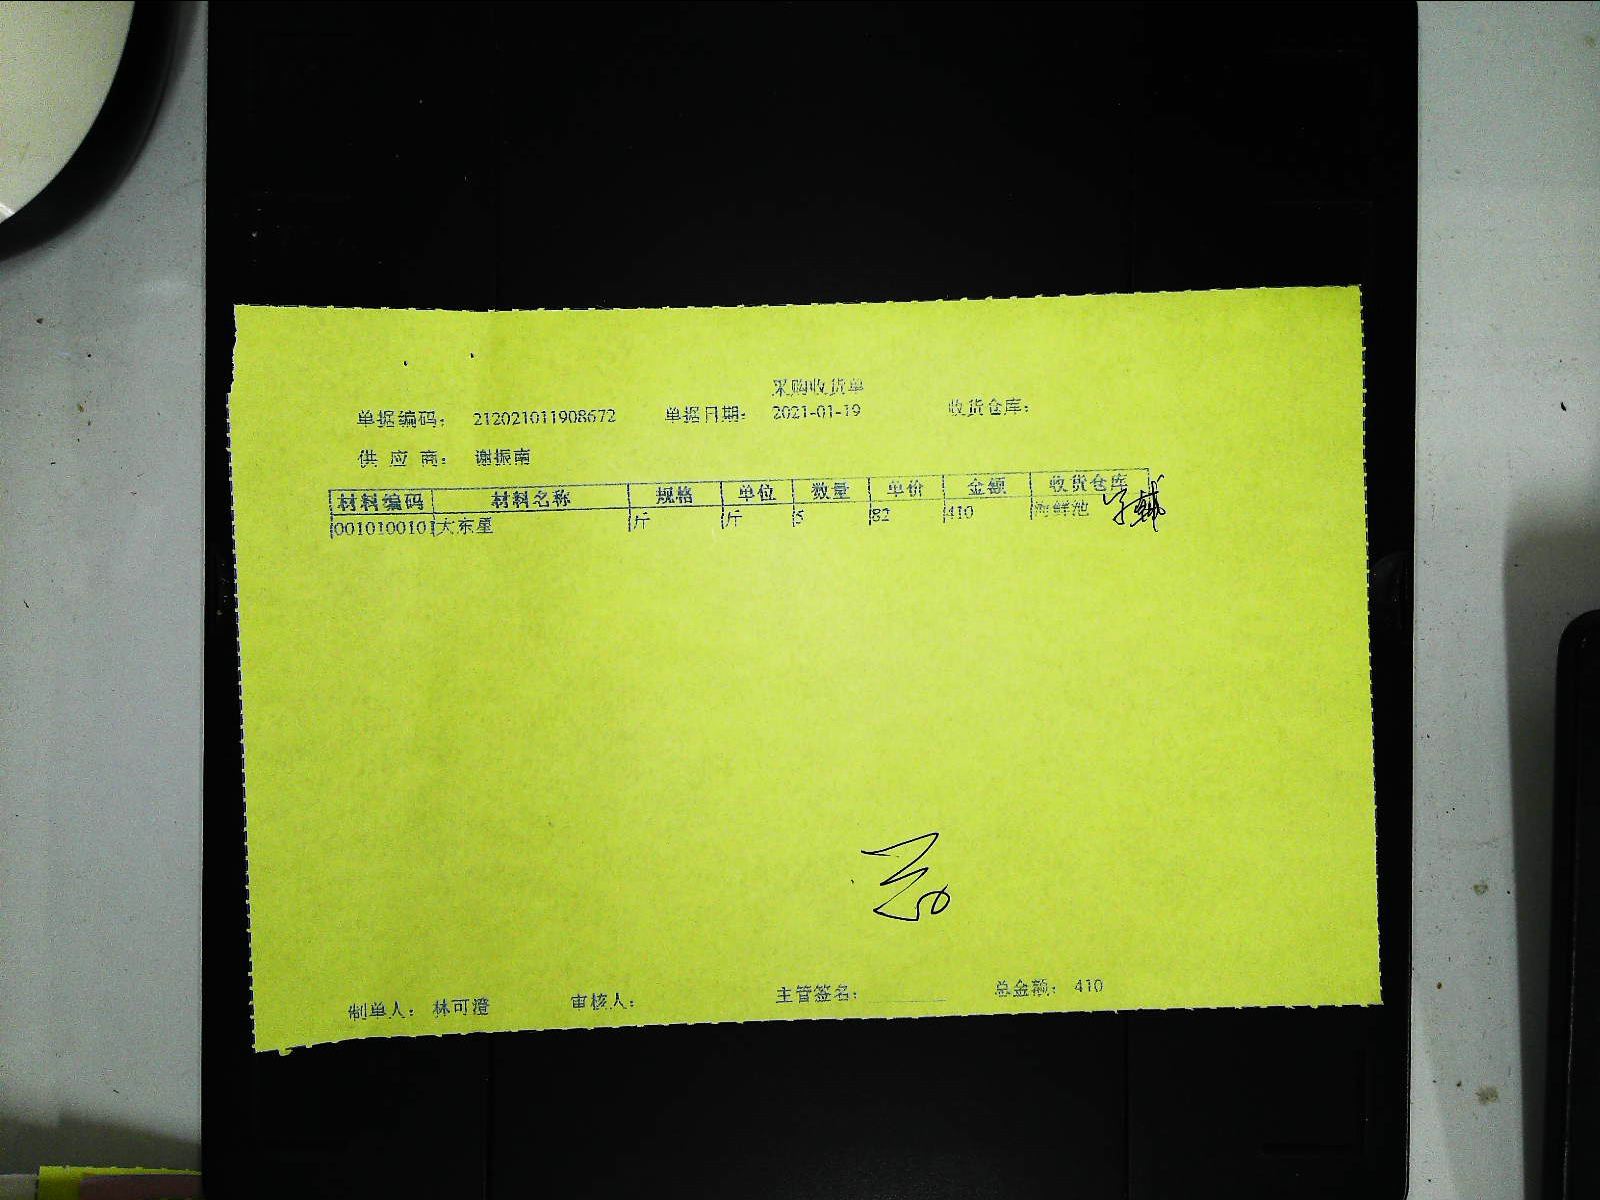 采购收货单
单据编码： 212021011908672 单据日期： 2021-01-19 收货仓库：
供 应 商： 谢振南
材料编码 材料名称 规格 单位 数量 单价 金额 收货仓库
0010100101 大东星 斤 斤 5 82 410 海鲜池
制单人： 林可澄 审核人： 主管签名： 总金额： 410